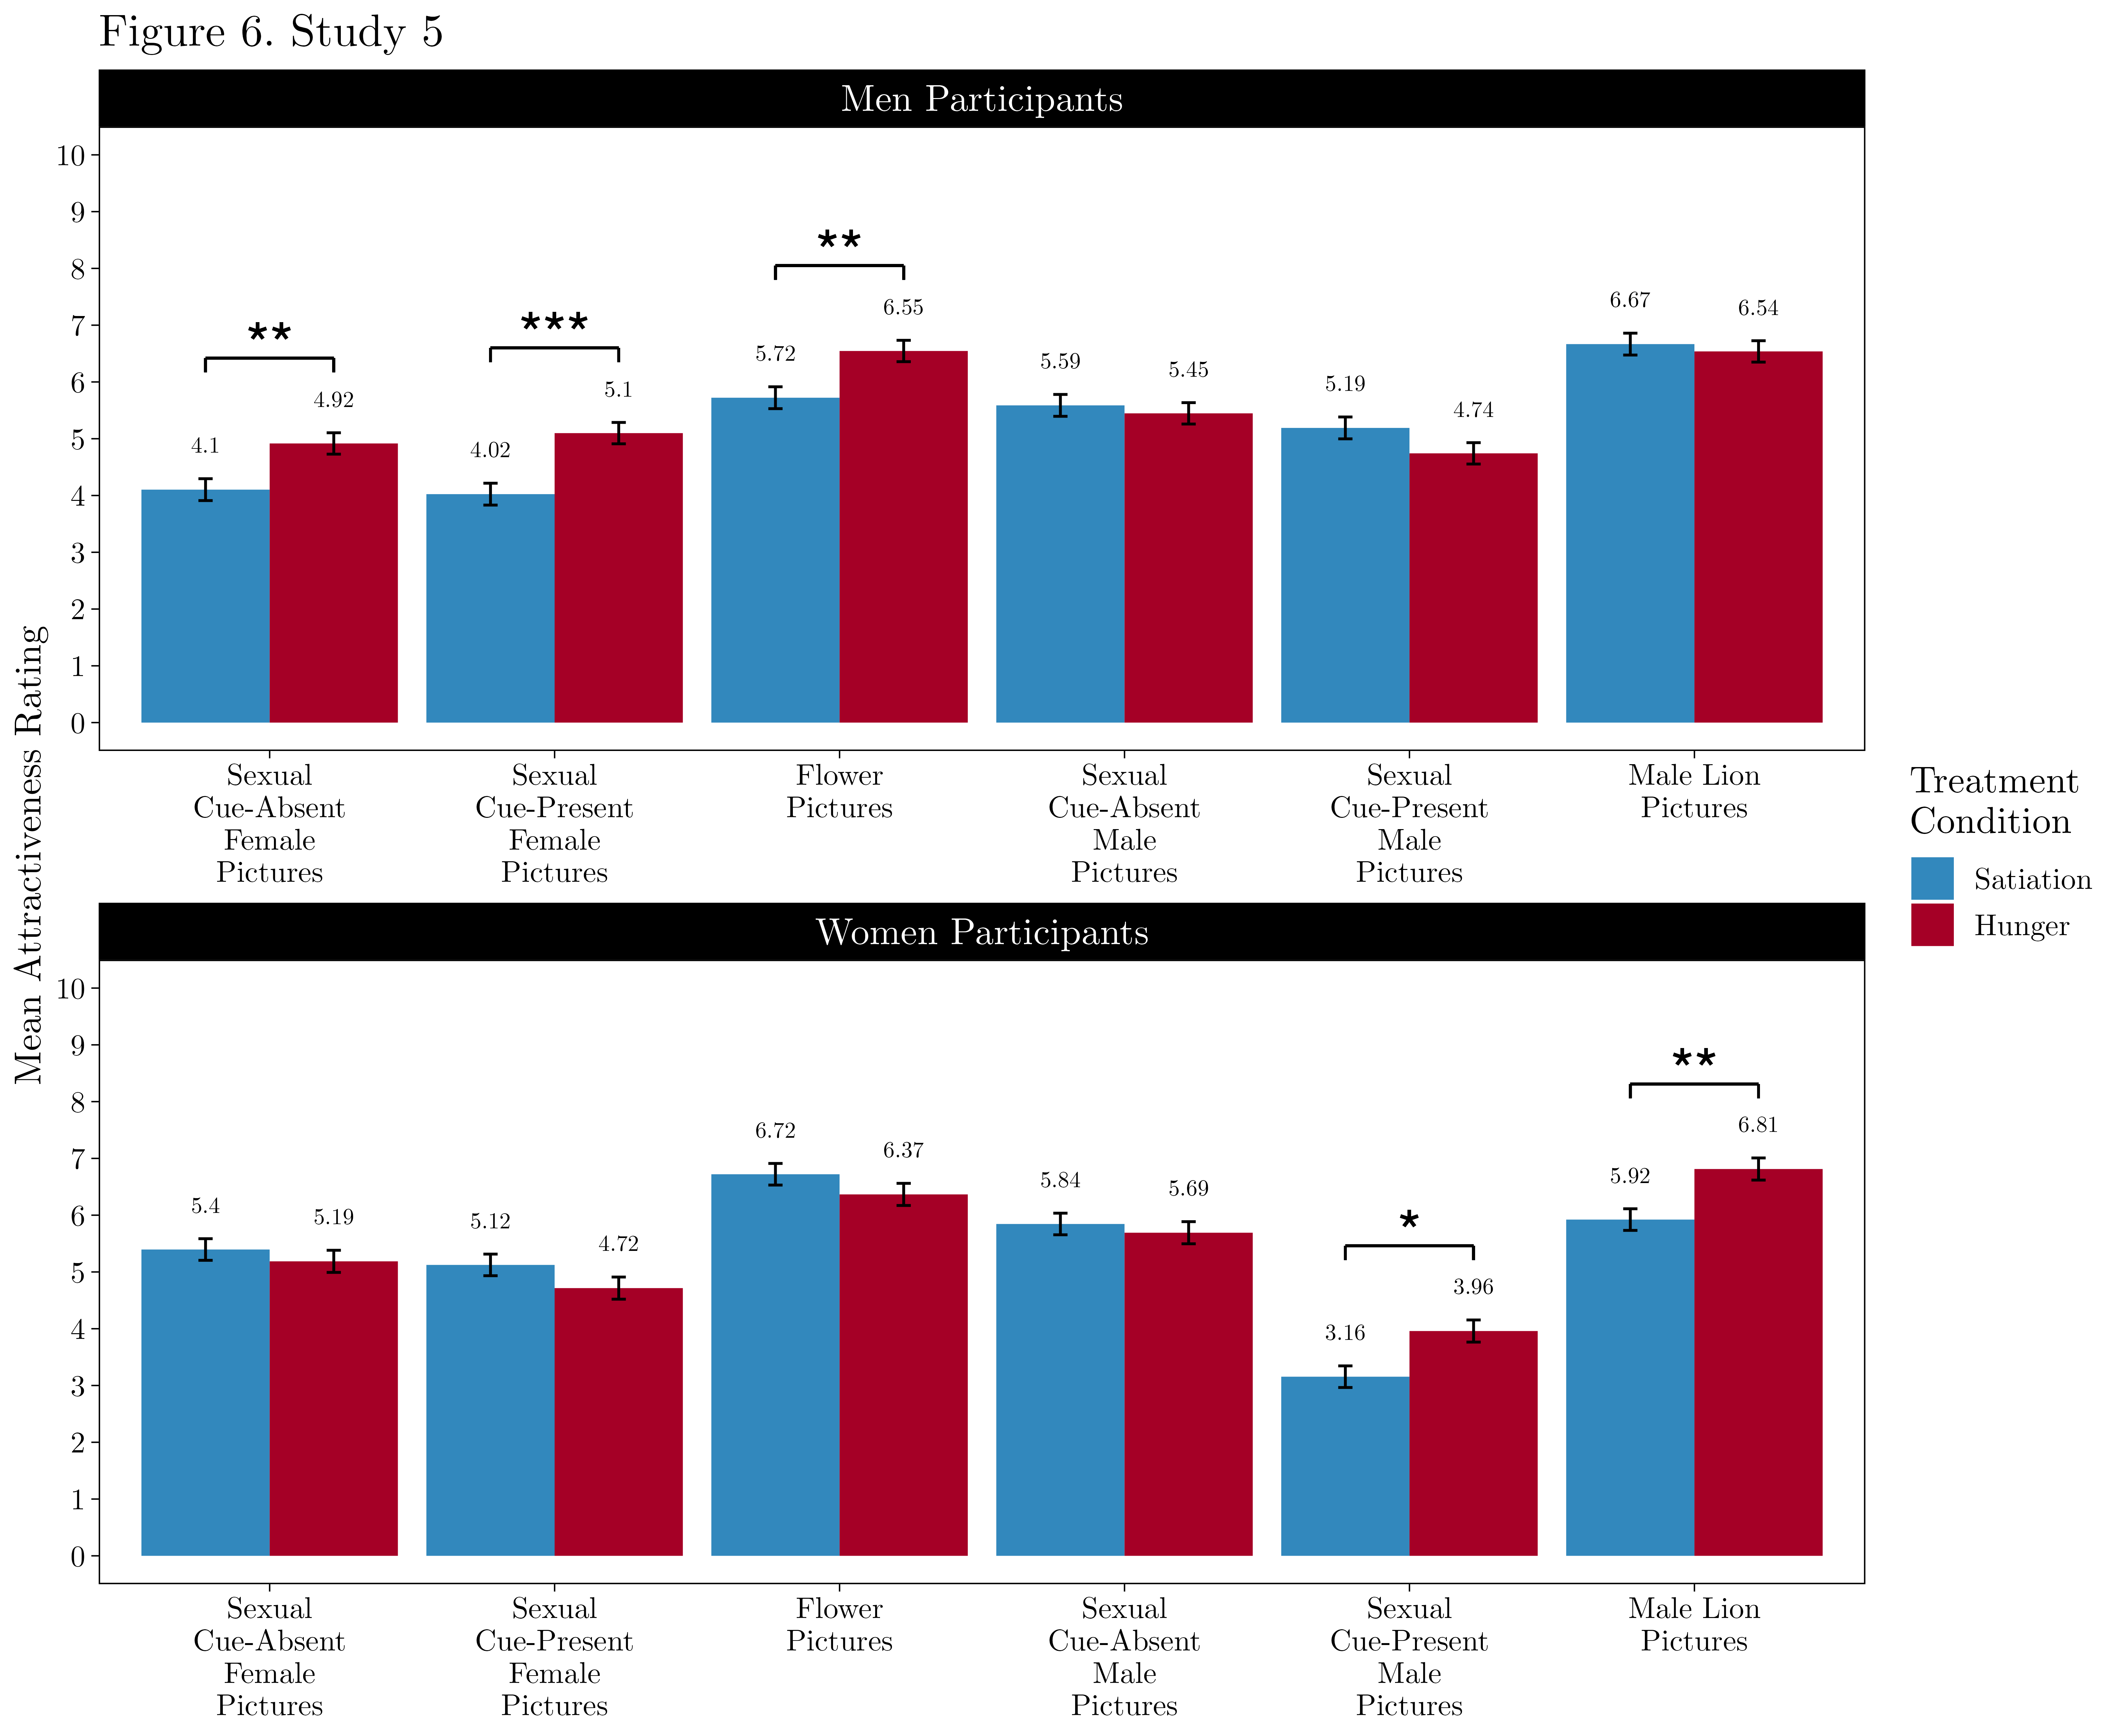 Figure 6. Study 5
Men Participants
10
9
8
7
6
5
4
3
2
1
0
**
***
**
4.1
4.92
4.02
5.1
5.72
6.55
5.59
5.45
5.19
4.74
6.67
6.54
Sexual
Cue-Absent
Female
Pictures
Sexual
Cue-Present
Female
Pictures
Flower
Pictures
Sexual
Cue-Absent
Male
Pictures
Sexual
Cue-Present
Male
Pictures
Male Lion
Pictures
Mean Attractiveness Rating
Women Participants
10
9
8
7
6
5
4
3
2
1
0
*
**
5.4
5.19
5.12
4.72
6.72
6.37
5.84
5.69
3.16
3.96
5.92
6.81
Sexual
Cue-Absent
Female
Pictures
Sexual
Cue-Present
Female
Pictures
Flower
Pictures
Sexual
Cue-Absent
Male
Pictures
Sexual
Cue-Present
Male
Pictures
Male Lion
Pictures
Treatment
Condition
Satiation
Hunger